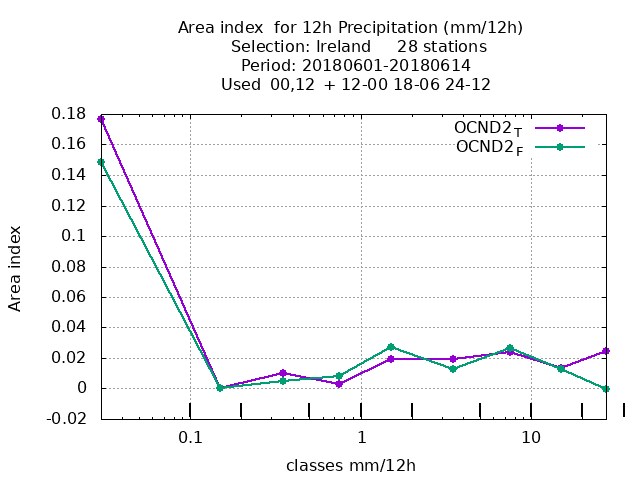 Area index  for 12h Precipitation (mm/12h)
Selection: Ireland     28 stations
Period: 20180601-20180614
Used  00,12  + 12-00 18-06 24-12
0.18
0.16
0.14
0.12
0.1
0.08
0.06
0.04
0.02
0
-0.02
Area index
OCND2T
OCND2F
0.1 1 10
classes mm/12h